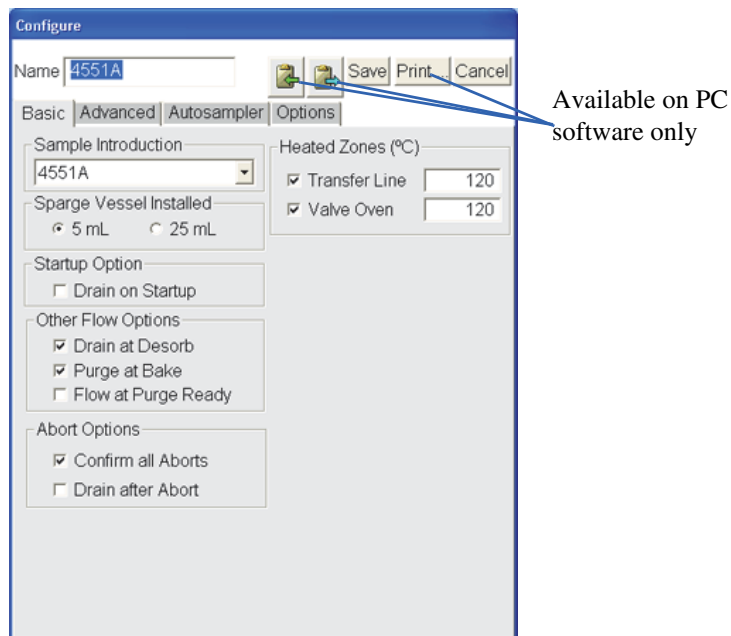 Configure
Name 4551A Save Print... Cancel
Basic Advanced Autosampler Options
Sample Introduction
4551A
Sparge Vessel Installed
5 mL 25 mL
Startup Option
Drain on Startup
Other Flow Options
Drain at Desorb
Purge at Bake
Flow at Purge Ready
Abort Options
Confirm all Aborts
Drain after Abort
Heated Zones (ºC)
Transfer Line 120
Valve Oven 120
Available on PC
software only